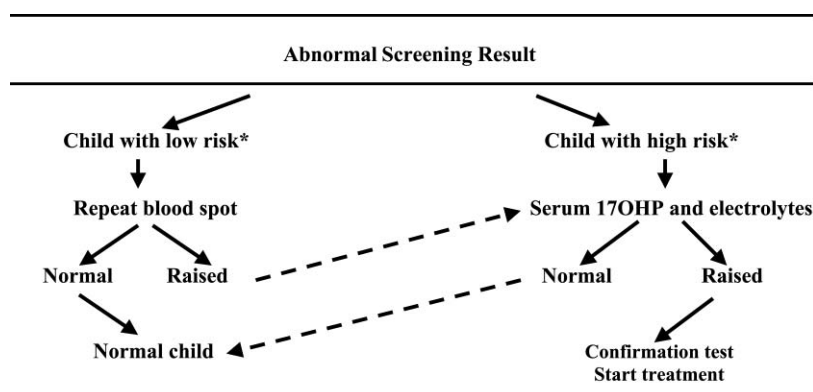 Abnormal Screening Result
Child with low risk*
Child with high risk*
Repeat blood spot
Serum 17OHP and electrolytes
Normal
Raised
Normal
Raised
Normal child
Confirmation test
Start treatment